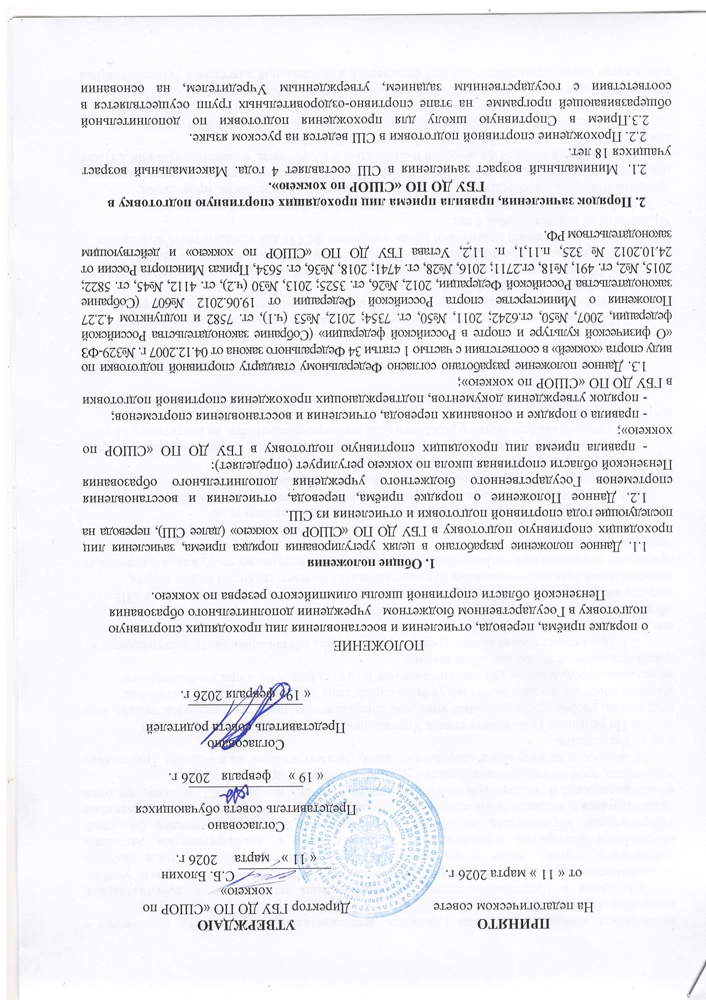 ПРИНЯТО
На педагогическом совете
от « 11 » марта 2026 г.
УТВЕРЖДАЮ
Директор ГБУ ДО ПО «СШОР по
хоккею»
С.Б. Блохин
« 11 » марта 2026 г.
Согласовано
Представитель совета обучающихся
« 19 » февраля 2026 г.
Согласовано
Представитель совета родителей
« 19» февраля 2026 г.
ПОЛОЖЕНИЕ
о порядке приёма, перевода, отчисления и восстановления лиц проходящих спортивную
подготовку в Государственном бюджетном учреждении дополнительного образования
Пензенской области спортивной школы олимпийского резерва по хоккею.
1. Общие положения
1.1. Данное положение разработано в целях урегулирования порядка приема, зачисления лиц
проходящих спортивную подготовку в ГБУ ДО ПО «СШОР по хоккею» (далее СШ), перевода на
последующие года спортивной подготовки и отчисления из СШ.
1.2. Данное Положение о порядке приёма, перевода, отчисления и восстановления
спортсменов Государственного бюджетного учреждения дополнительного образования
Пензенской области спортивная школа по хоккею регулирует (определяет):
- правила приема лиц проходящих спортивную подготовку в ГБУ ДО ПО «СШОР по
хоккею»;
- правила о порядке и основаниях перевода, отчисления и восстановления спортсменов;
- порядок утверждения документов, подтверждающих прохождения спортивной подготовки
в ГБУ ДО ПО «СШОР по хоккею»;
1.3. Данное положение разработано согласно Федеральному стандарту спортивной подготовки по
виду спорта «хоккей» в соответствии с частью 1 статьи 34 Федерального закона от 04.12.2007 г. №329-ФЗ
«О физической культуре и спорте в Российской федерации» (Собрание законодательства Российской
федерации, 2007, №50, ст.6242; 2011, №50, ст. 7354; 2012, №53 (ч.1), ст. 7582 и подпунктом 4.2.27
Положения о Министерстве спорта Российской Федерации от 19.06.2012 №607 (Собрание
законодательства Российской Федерации, 2012, №26, ст. 3525; 2013, №30 (ч.2), ст. 4112, №45, ст. 5822;
2015, №2, ст. 491, №18, ст.2711; 2016, №28, ст. 4741; 2018, №36, ст. 5634, Приказ Минспорта России от
24.10.2012 № 325, п.11,1, п. 11,2, Устава ГБУ ДО ПО «СШОР по хоккею» и действующим
законодательством РФ.
2. Порядок зачисления, правила приема лиц проходящих спортивную подготовку в
ГБУ ДО ПО «СШОР по хоккею».
2.1. Минимальный возраст зачисления в СШ составляет 4 года. Максимальный возраст
учащихся 18 лет.
2.2. Прохождение спортивной подготовки в СШ ведется на русском языке.
2.3.Прием в Спортивную школу для прохождения подготовки по дополнительной
общеразвивающей программе на этапе спортивно-оздоровительных групп осуществляется в
соответствии с государственным заданием, утвержденным Учредителем, на основании